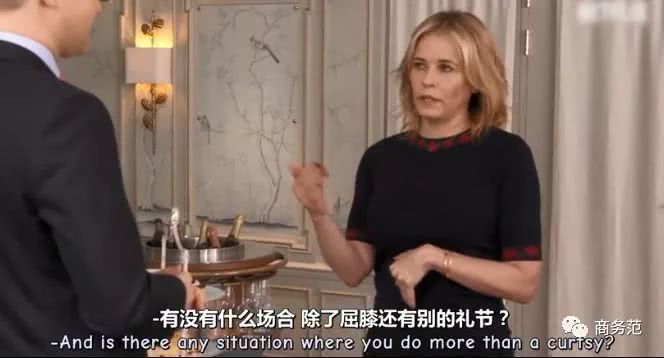 NETFLIX
-有没有什么场合 除了屈膝还有别的礼节？
-And is there any situation where you do more than a curtsy?
商务范